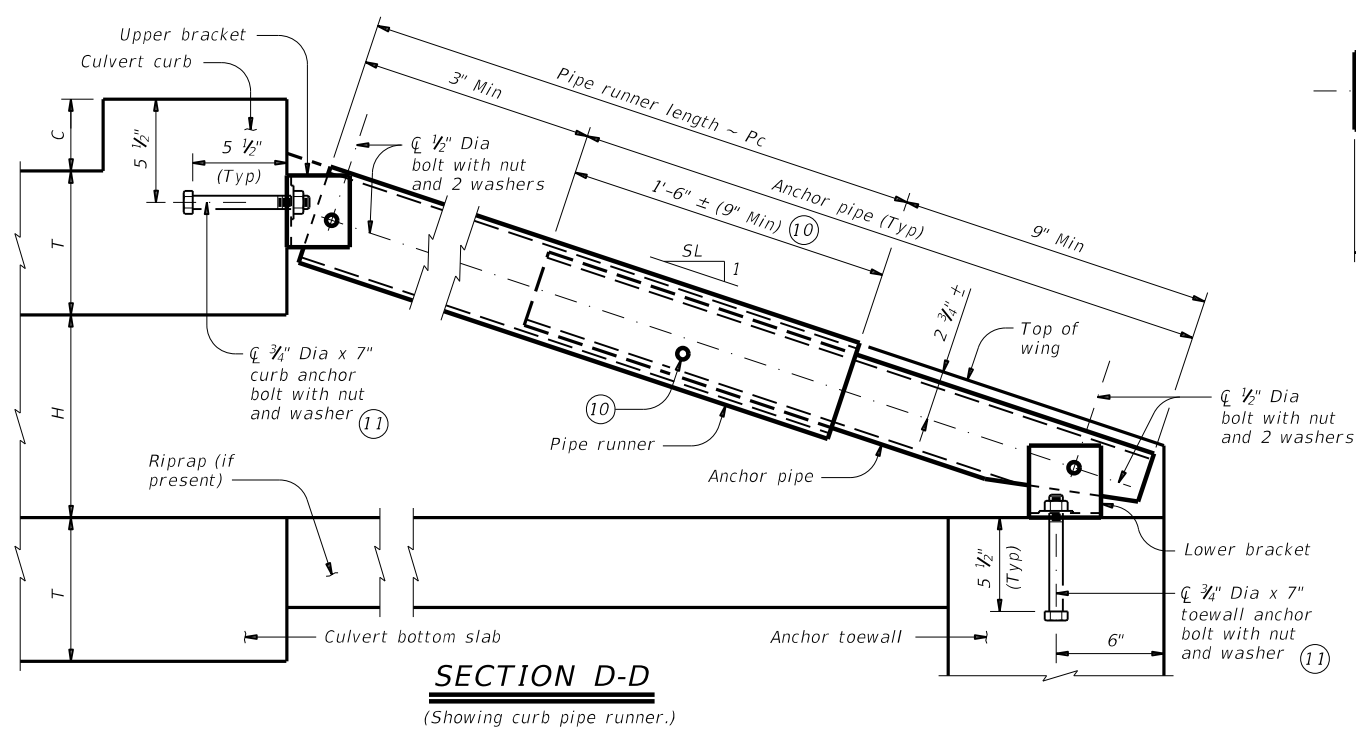 Upper bracket
Culvert curb
3" Min
Pipe runner length ~ Pc
C
5 ½"
5 ½"
(Typ)
℄ ½" Dia
bolt with nut
and 2 washers
1'-6" ± (9" Min) 10
Anchor pipe (Typ)
9" Min
T
SL
1
2 ¾" ±
Top of
wing
℄ ¾" Dia x 7"
curb anchor
bolt with nut
and washer 11
H
10
Pipe runner
Anchor pipe
℄ ½" Dia
bolt with nut
and 2 washers
Riprap (if
present)
T
5 ½"
(Typ)
Lower bracket
℄ ¾" Dia x 7"
toewall anchor
bolt with nut
and washer 11
6"
Culvert bottom slab
Anchor toewall
SECTION D-D
(Showing curb pipe runner.)